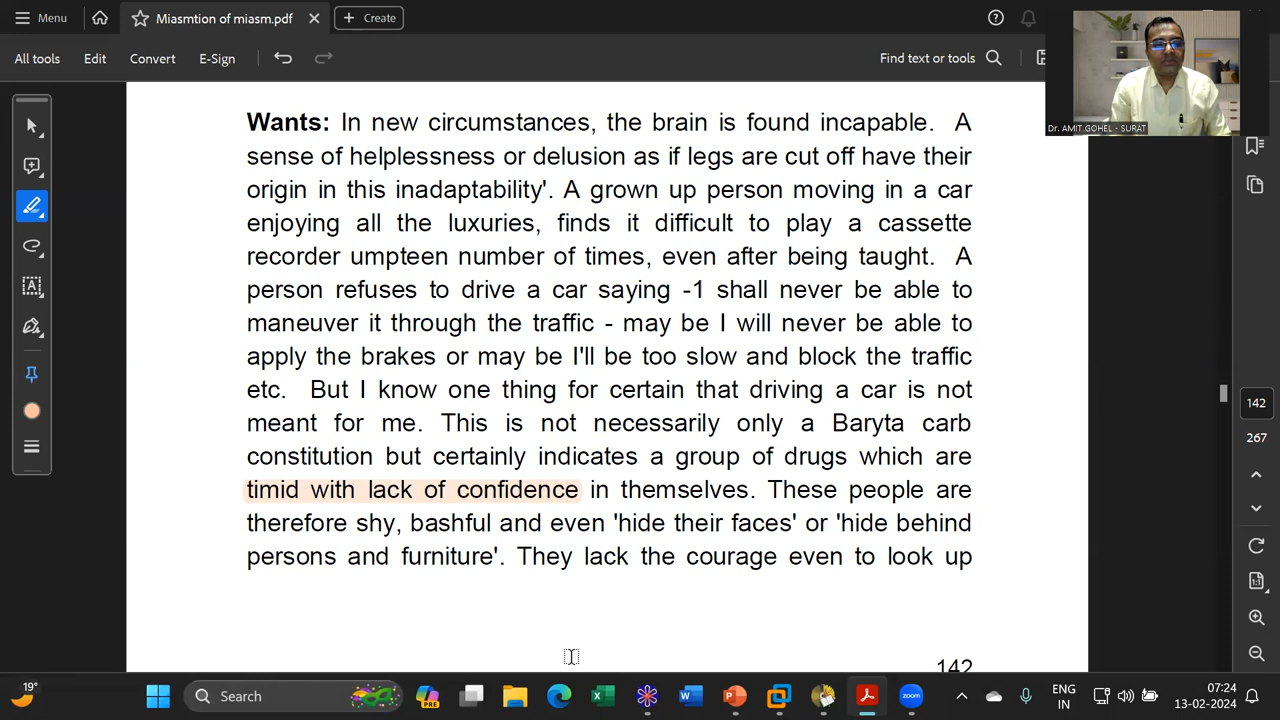 Menu
Miasmtion of miasm.pdf
Create
All tools
Edit
Convert
E-Sign
Find text or tools
Dr. AMIT GOHEL - SURAT
Wants: In new circumstances, the brain is found incapable. A
sense of helplessness or delusion as if legs are cut off have their
origin in this inadaptability'. A grown up person moving in a car
enjoying all the luxuries, finds it difficult to play a cassette
recorder umpteen number of times, even after being taught. A
person refuses to drive a car saying -1 shall never be able to
maneuver it through the traffic - may be I will never be able to
apply the brakes or may be I'll be too slow and block the traffic
etc. But I know one thing for certain that driving a car is not
meant for me. This is not necessarily only a Baryta carb
constitution but certainly indicates a group of drugs which are
timid with lack of confidence in themselves. These people are
therefore shy, bashful and even 'hide their faces' or 'hide behind
persons and furniture'. They lack the courage even to look up
142
142
267
19°
Search
PRE
zoom
ENG
IN
07:24
13-02-2024